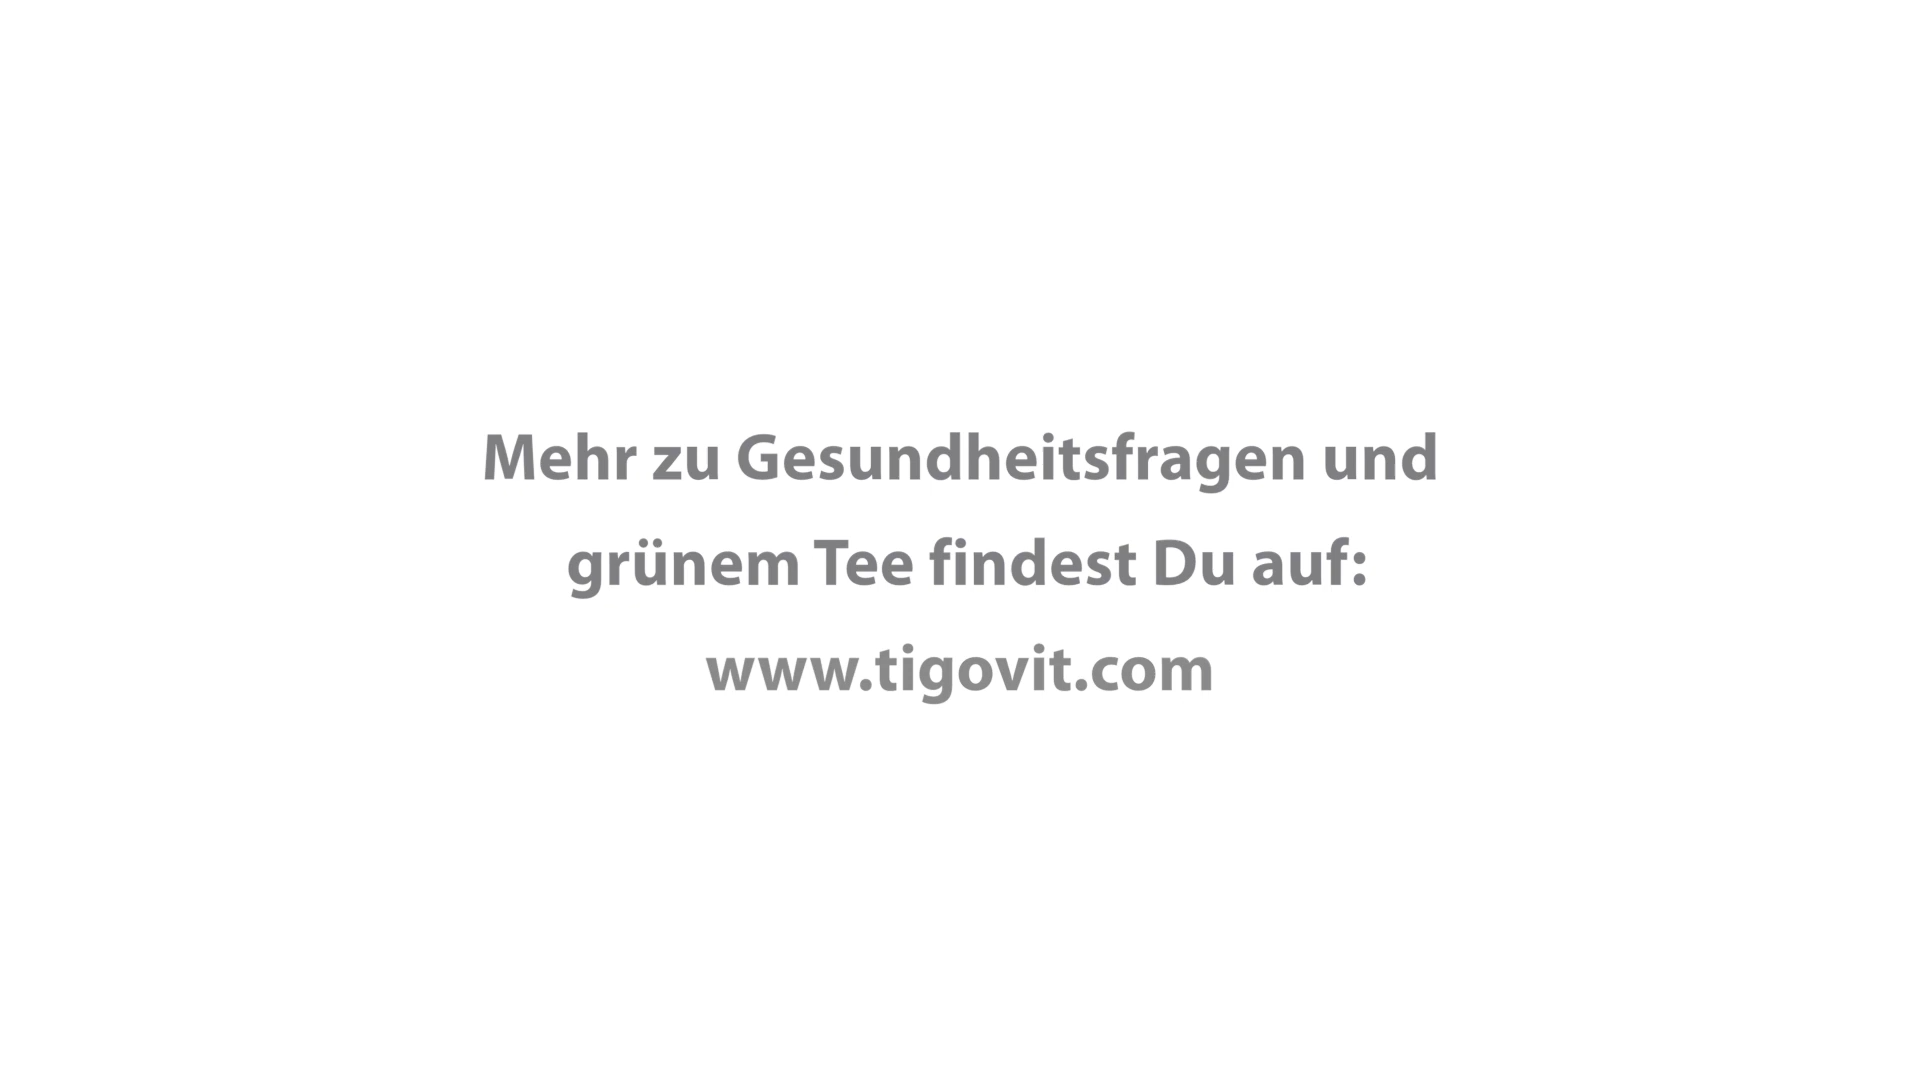 Mehr zu Gesundheitsfragen und
grünem Tee findest Du auf:
www.tigovit.com